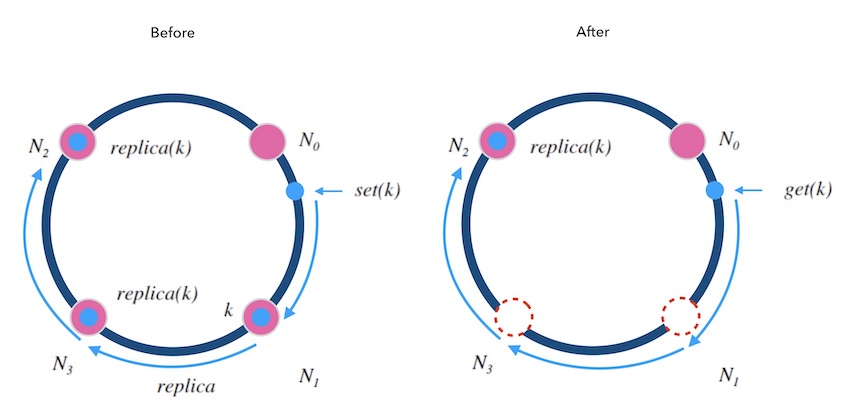 Before
After
N₂
replica(k)
N₀
set(k)
replica(k)
k
N₃
N₁
replica
N₂
replica(k)
N₀
get(k)
N₃
N₁